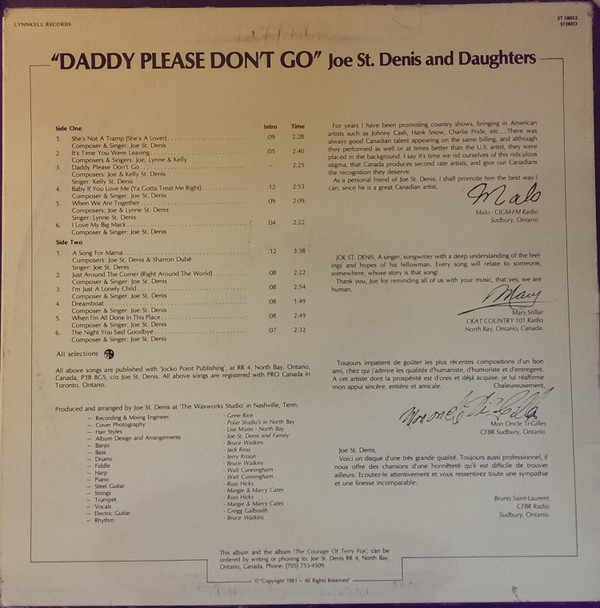 LYNNKELL RECORDS
ST 58052
STEREO
"DADDY PLEASE DON'T GO" Joe St. Denis and Daughters
Side One Intro Time
1. She's Not A Tramp (She's A Lover) :09 2:28
Composer & Singer: Joe St. Denis
2. It's Time You Were Leaving :05 2:40
Composers & Singers: Joe, Lynne & Kelly
3. Daddy Please Don't Go – 2:25
Composers: Joe & Kelly St. Denis
Singer: Kelly St. Denis
4. Baby If You Love Me (Ya Gotta Treat Me Right) :12 2:53
Composer & Singer: Joe St. Denis
5. When We Are Together :09 2:09
Composers: Joe & Lynne St. Denis
Singer: Lynne St. Denis
6. I Love My Big Mack :04 2:22
Composer & Singer: Joe St. Denis
Side Two
1. A Song For Mama :12 3:38
Composers: Joe St. Denis & Sharron Dubé
Singer: Joe St. Denis
2. Just Around The Corner (Right Around The World) :08 2:22
Composer & Singer: Joe St. Denis
3. I'm Just A Lonely Child :08 2:54
Composer & Singer: Joe St. Denis
4. Dreamboat :08 1:49
Composer & Singer: Joe St. Denis
5. When I'm All Done In This Place :08 2:49
Composer & Singer: Joe St. Denis
6. The Night You Said Goodbye :07 2:32
Composer & Singer: Joe St. Denis
All selections
All above songs are published with 'Jocko Point Publishing', at RR 4, North Bay, Ontario,
Canada, P1B 8G5, c/o Joe St. Denis. All above songs are registered with PRO Canada in
Toronto, Ontario.
Produced and arranged by Joe St. Denis at 'The Waxworks Studio' in Nashville, Tenn.
– Recording & Mixing Engineer - Gene Rice
– Cover Photography - Polar Studio's in North Bay
– Hair Styles - Lise Morin - North Bay
– Album Design and Arrangements - Joe St. Denis and Family
– Banjo - Bruce Watkins
– Bass - Jack Ross
– Drums - Jerry Kroon
– Fiddle - Bruce Watkins
– Harp - Walt Cunningham
– Piano - Walt Cunningham
– Steel Guitar - Russ Hicks
– Strings - Margie & Marcy Cates
– Trumpet - Russ Hicks
– Vocals - Margie & Marcy Cates
– Electric Guitar - Gregg Galbraith
– Rhythm - Bruce Watkins
For years I have been promoting country shows, bringing in American
artists such as Johnny Cash, Hank Snow, Charlie Pride, etc.....There was
always good Canadian talent appearing on the same billing, and although
they performed as well or at times better than the U.S. artist, they were
placed in the background. I say it's time we rid ourselves of this ridiculous
stigma, that Canada produces second rate artists, and give our Canadians
the recognition they deserve.
As a personal friend of Joe St. Denis, I shall promote him the best way I
can, since he is a great Canadian artist.
Malo
Malo - CIGM-FM Radio
Sudbury, Ontario
JOE ST. DENIS, A singer, songwriter with a deep understanding of the feel-
ings and hopes of his fellowman. Every song will relate to someone,
somewhere, whose story is that song!
Thank you, Joe for reminding all of us with your music, that yes, we are
human.
Mary
Mary Stillar
CKAT COUNTRY 101 Radio
North Bay, Ontario, Canada.
Toujours impatient de goûter les plus récentes compositions d'un bon
ami, chez qui j'admire les qualités d'humaniste, d'humoriste et d'intregent.
A cet artiste dont la prospérité est d'ores et déjà acquise, je lui réaffirme
mon appui sincère, entière et amicale. Chaleureusement,
Mon oncle Ti-Gilles
Mon Oncle Ti-Gilles
CFBR Sudbury, Ontario.
Joe St. Denis,
Voici un disque d'une très grande qualité. Toujours aussi professionnel, il
nous offre des chansons d'une honnêteté qu'il est difficile de trouver
ailleurs. Ecoutez-le attentivement et vous ressentirez toute une sympathie
et une finesse incomparable.
Bruno Saint-Laurent
CFBR Radio
Sudbury, Ontario.
This album and the album 'The Courage Of Terry Fox', can be
ordered by writing or phoning to: Joe St. Denis RR 4, North Bay,
Ontario, Canada. Phone: (705) 753-4509.
©"Copyright 1981 – All Rights Reserved"